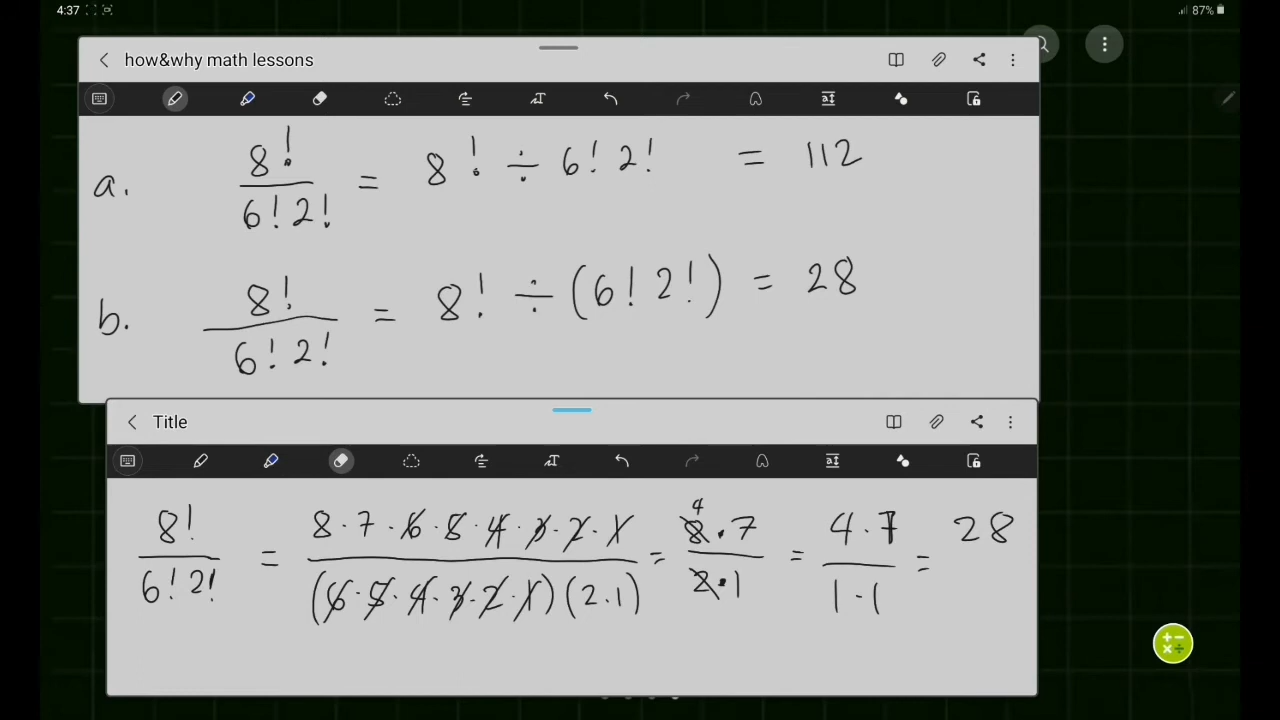 4:37 87%
how&why math lessons
a. 8!/6!2! = 8! ÷ 6!2! = 112
b. 8!/6!2! = 8! ÷ (6!2!) = 28
Title
8!/6!2! = 8·7·6·5·4·3·2·1/(6·5·4·3·2·1)(2·1) = 4 8·7/2·1 = 4·7/1·1 = 28